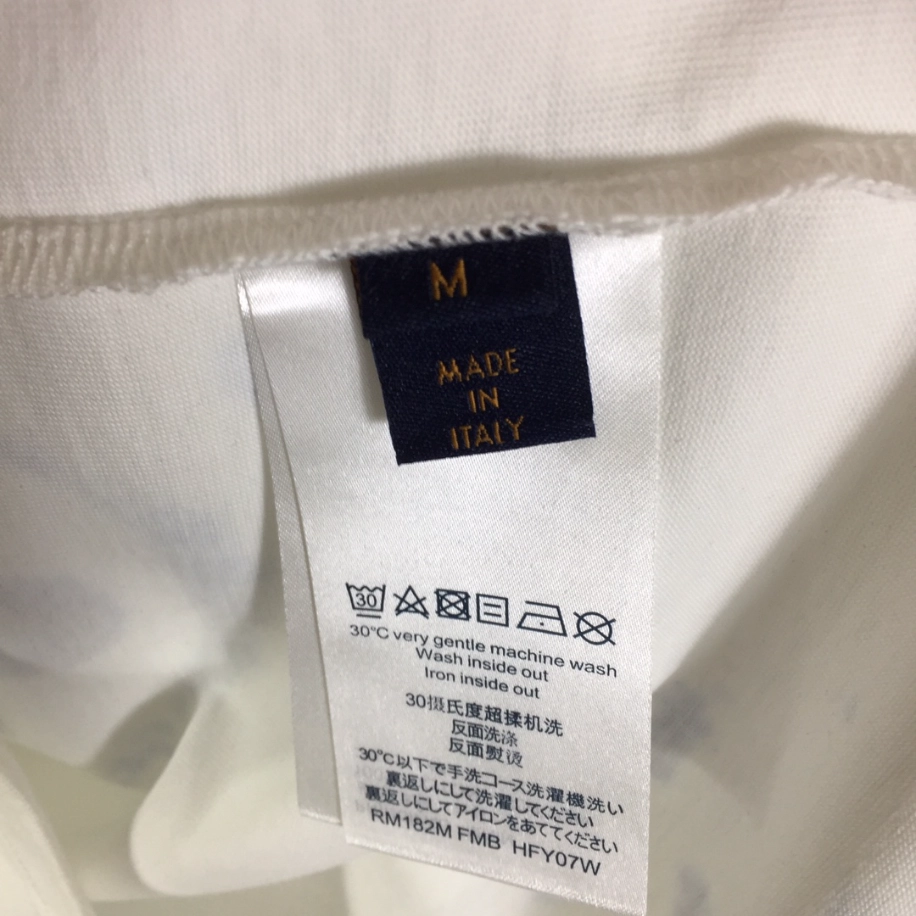 M
MADE
IN
ITALY
30
30°C very gentle machine wash
Wash inside out
Iron inside out
30摄氏度超揉机洗
反面洗涤
反面熨烫
30°C以下で手洗コース洗濯機洗い
裏返しにして洗濯してください
裏返しにしてアイロンをあててください
RM182M FMB HFY07W